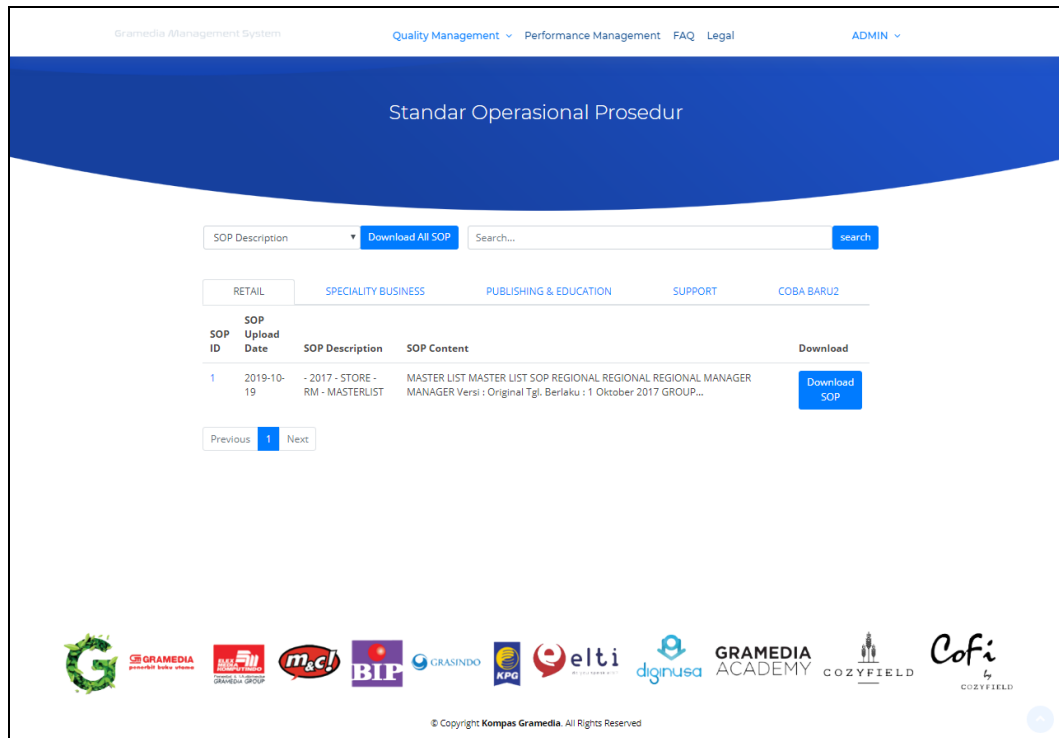 Gramedia Management System
Quality Management Performance Management FAQ Legal
ADMIN
Standar Operasional Prosedur
SOP Description
Download All SOP
Search...
search
RETAIL
SPECIALITY BUSINESS
PUBLISHING & EDUCATION
SUPPORT
COBA BARU2
SOP ID
SOP Upload Date
SOP Description
SOP Content
Download
1
2019-10-19
- 2017 - STORE -
RM - MASTERLIST
MASTER LIST MASTER LIST SOP REGIONAL REGIONAL REGIONAL MANAGER
MANAGER Versi : Original Tgl. Berlaku : 1 Oktober 2017 GROUP...
Download
SOP
Previous 1 Next
G
GRAMEDIA
penerbit buku utama
ELEX
MEDIA
KOMPUTINDO
GRAMEDIA GROUP
m&c!
BIP
GRASINDO
KPG
elti
diginusa
GRAMEDIA
ACADEMY
COZYFIELD
Cofi
by
COZYFIELD
© Copyright Kompas Gramedia. All Rights Reserved